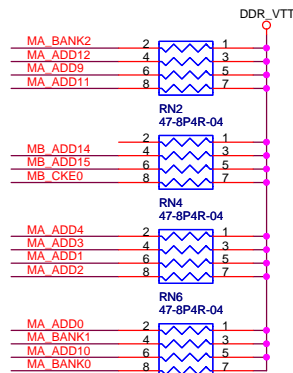 DDR_VTT
MA_BANK2 2 1
MA_ADD12 4 3
MA_ADD9 6 5
MA_ADD11 8 7
RN2
47-8P4R-04
2 1
MB_ADD14 4 3
MB_ADD15 6 5
MB_CKE0 8 7
RN4
47-8P4R-04
MA_ADD4 2 1
MA_ADD3 4 3
MA_ADD1 6 5
MA_ADD2 8 7
RN6
47-8P4R-04
MA_ADD0 2 1
MA_BANK1 4 3
MA_ADD10 6 5
MA_BANK0 8 7